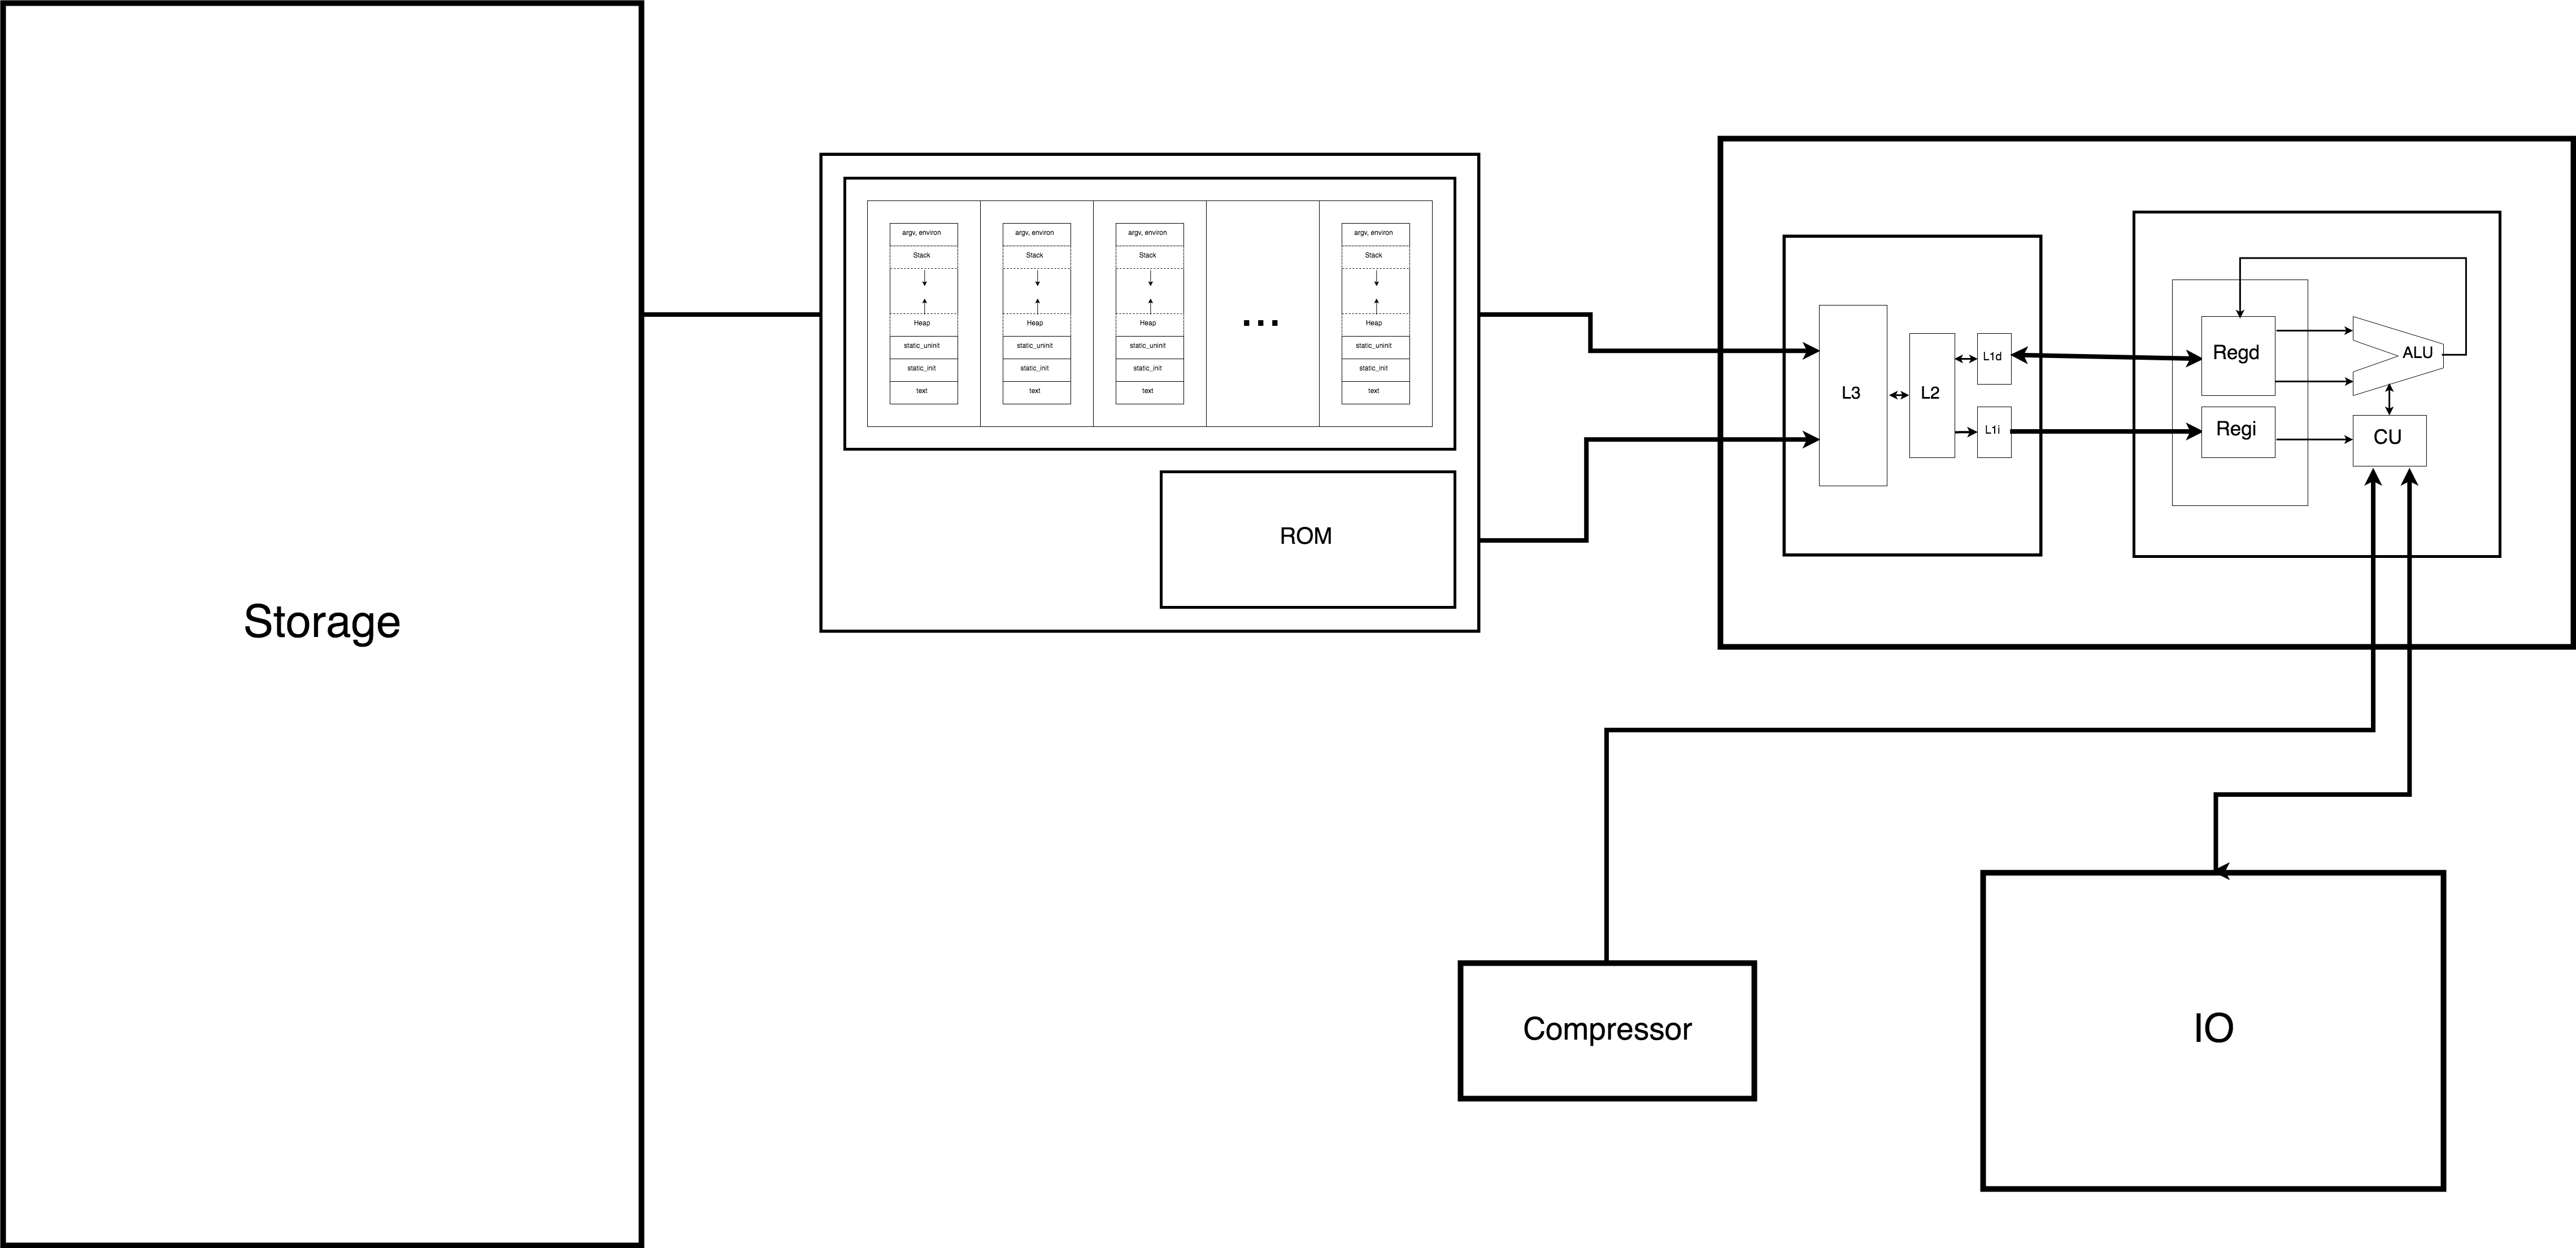 Storage
argv, environ
Stack
Heap
static_uninit
static_init
text
argv, environ
Stack
Heap
static_uninit
static_init
text
argv, environ
Stack
Heap
static_uninit
static_init
text
...
argv, environ
Stack
Heap
static_uninit
static_init
text
ROM
L3
L2
L1d
L1i
Regd
Regi
ALU
CU
Compressor
IO